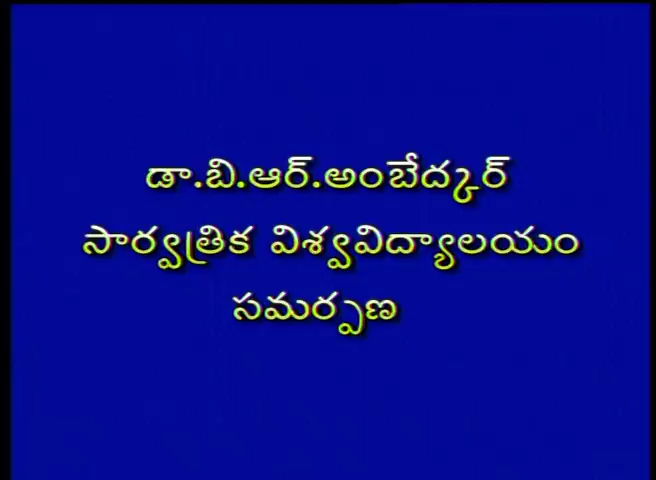 డా.బి.ఆర్.అంబేద్కర్
సార్వత్రిక విశ్వవిద్యాలయం
సమర్పణ